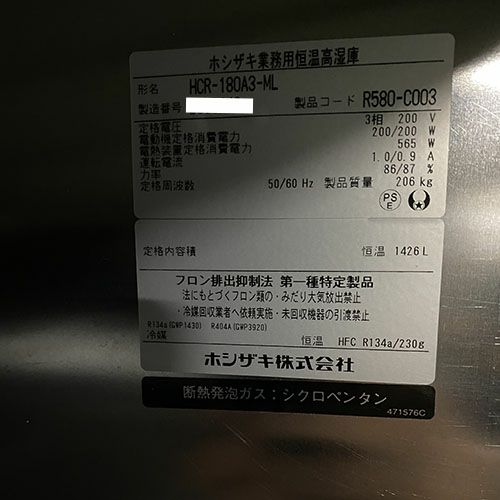 ホシザキ業務用恒温高湿庫
形名 HCR-180A3-ML
製造番号 製品コード R580-C003
定格電圧 3相 200 V
電動機定格消費電力 200/200 W
電熱装置定格消費電力 565 W
運転電流 1.0/0.9 A
力率 86/87 %
定格周波数 50/60 Hz 製品質量 206 kg
PS
E
定格内容積 恒温 1426 L
フロン排出抑制法 第一種特定製品
法にもとづくフロン類の・みだり大気放出禁止
・冷媒回収業者へ依頼実施・未回収機器の引渡禁止
R134a(GWP1430) R404A(GWP3920)
冷媒 恒温 HFC R134a/230g
ホシザキ株式会社
断熱発泡ガス：シクロペンタン
471S76C